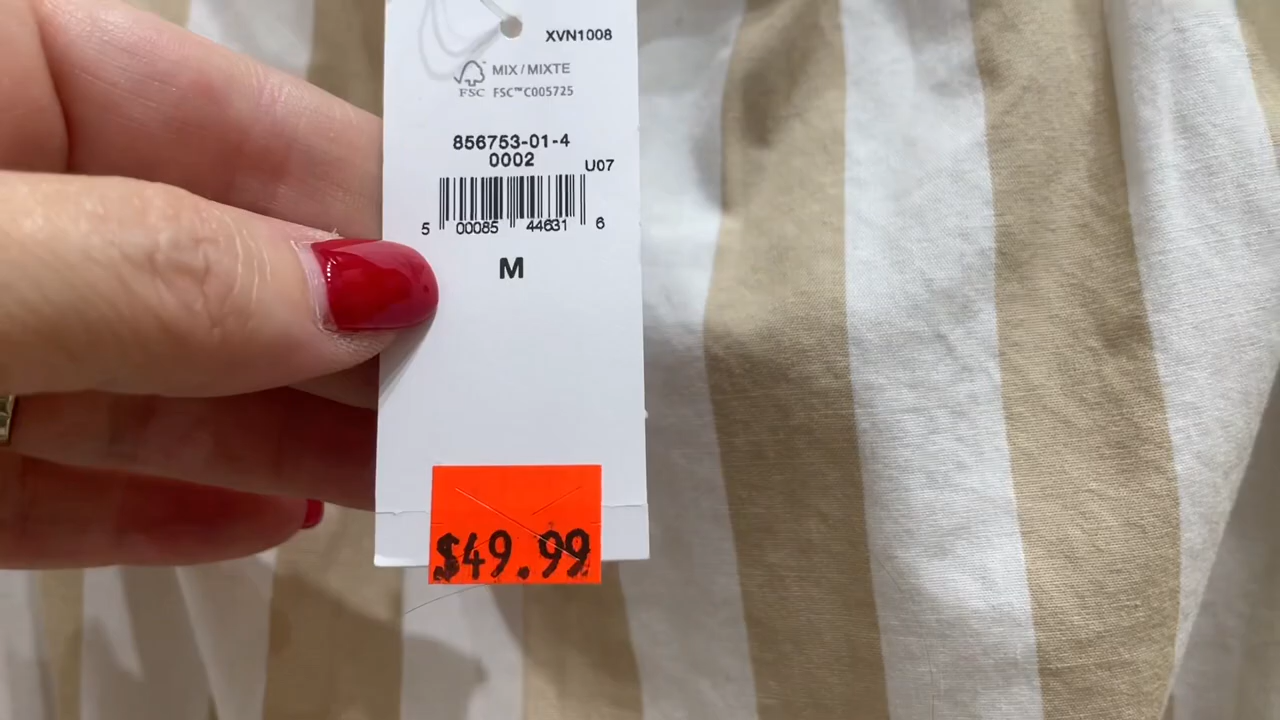 XVN1008
MIX / MIXTE
FSC FSC™ C005725
856753-01-4
0002
U07
5 00085 44631 6
M
$49.99